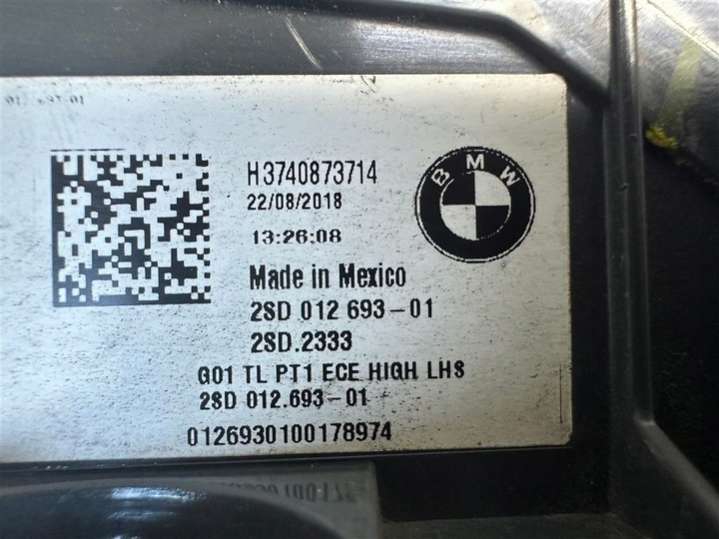 H3740873714
22/08/2018
13:26:08
BMW
Made in Mexico
2SD 012 693-01
2SD.2333
G01 TL PT1 ECE HIGH LHS
2SD 012.693-01
0126930100178974